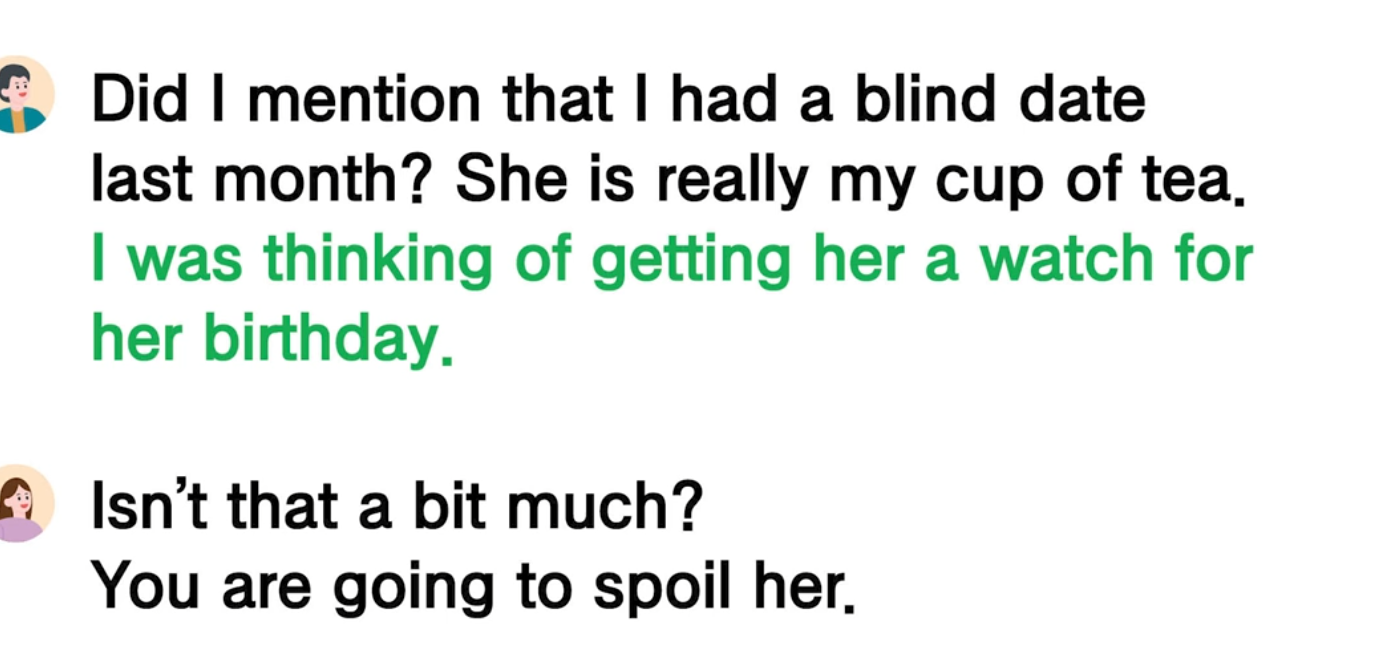 Did I mention that I had a blind date
last month? She is really my cup of tea.
I was thinking of getting her a watch for
her birthday.
Isn’t that a bit much?
You are going to spoil her.